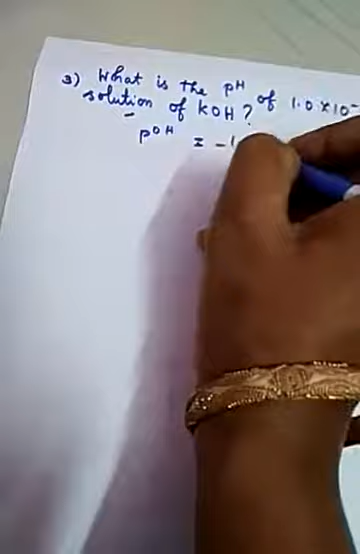 3) What is the pH of 1.0 x 10-
solution of KOH?
pOH = -